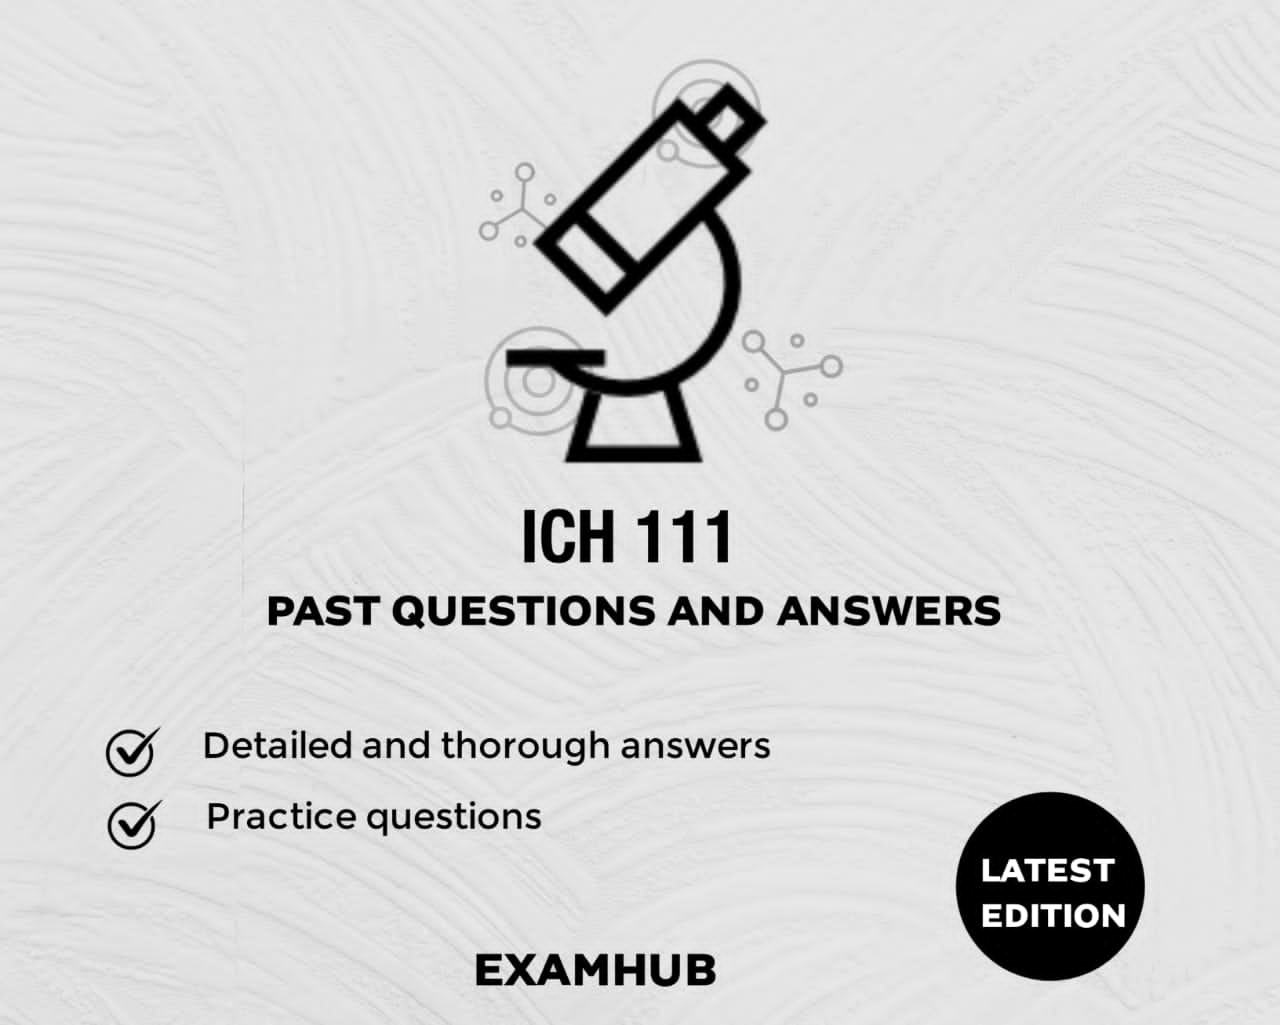 ICH 111
PAST QUESTIONS AND ANSWERS
Detailed and thorough answers
Practice questions
LATEST
EDITION
EXAMHUB